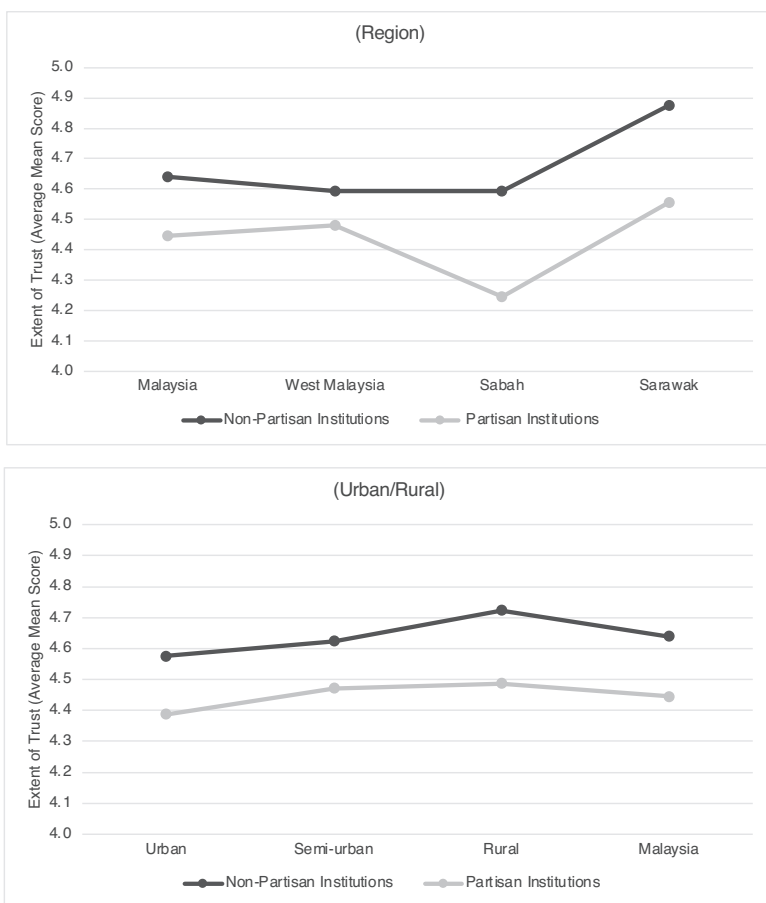 (Region)
Extent of Trust (Average Mean Score)
5.0
4.9
4.8
4.7
4.6
4.5
4.4
4.3
4.2
4.1
4.0
Malaysia West Malaysia Sabah Sarawak
Non-Partisan Institutions Partisan Institutions
(Urban/Rural)
Extent of Trust (Average Mean Score)
5.0
4.9
4.8
4.7
4.6
4.5
4.4
4.3
4.2
4.1
4.0
Urban Semi-urban Rural Malaysia
Non-Partisan Institutions Partisan Institutions